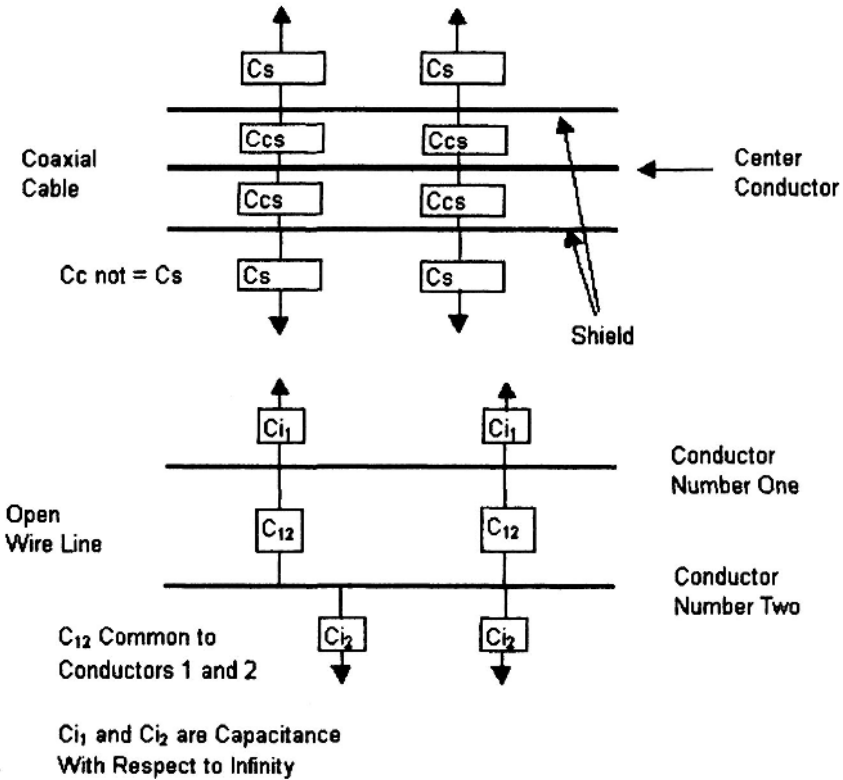 Cs Cs
Ccs Ccs
Coaxial
Cable
Center
Conductor
Ccs Ccs
Cc not = Cs
Cs Cs
Shield
Ci₁ Ci₁
Conductor
Number One
Open
Wire Line
C₁₂ C₁₂
Conductor
Number Two
Ci₂ Ci₂
C₁₂ Common to
Conductors 1 and 2
Ci₁ and Ci₂ are Capacitance
With Respect to Infinity